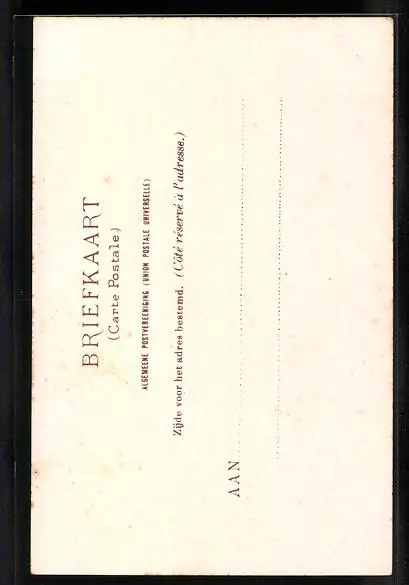 BRIEFKAART
(Carte Postale.)
ALGEMEENE POSTVEREENIGING (UNION POSTALE UNIVERSELLE)
Zijde voor het adres bestemd. (Côté réservé à l'adresse.)
AAN